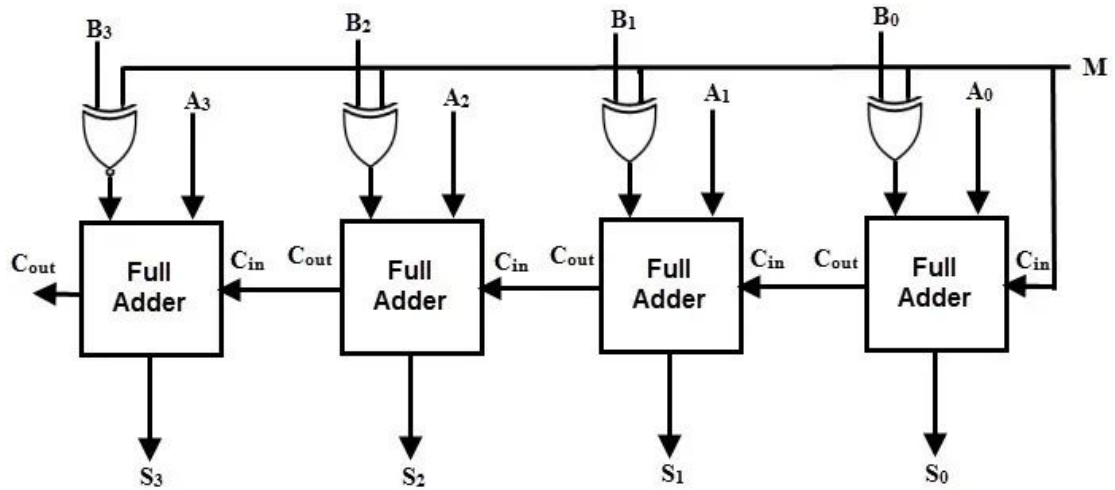 B₃ B₂ B₁ B₀
M
A₃ A₂ A₁ A₀
Cout Full Adder Cin Cout Full Adder Cin Cout Full Adder Cin Cout Full Adder Cin
S₃ S₂ S₁ S₀